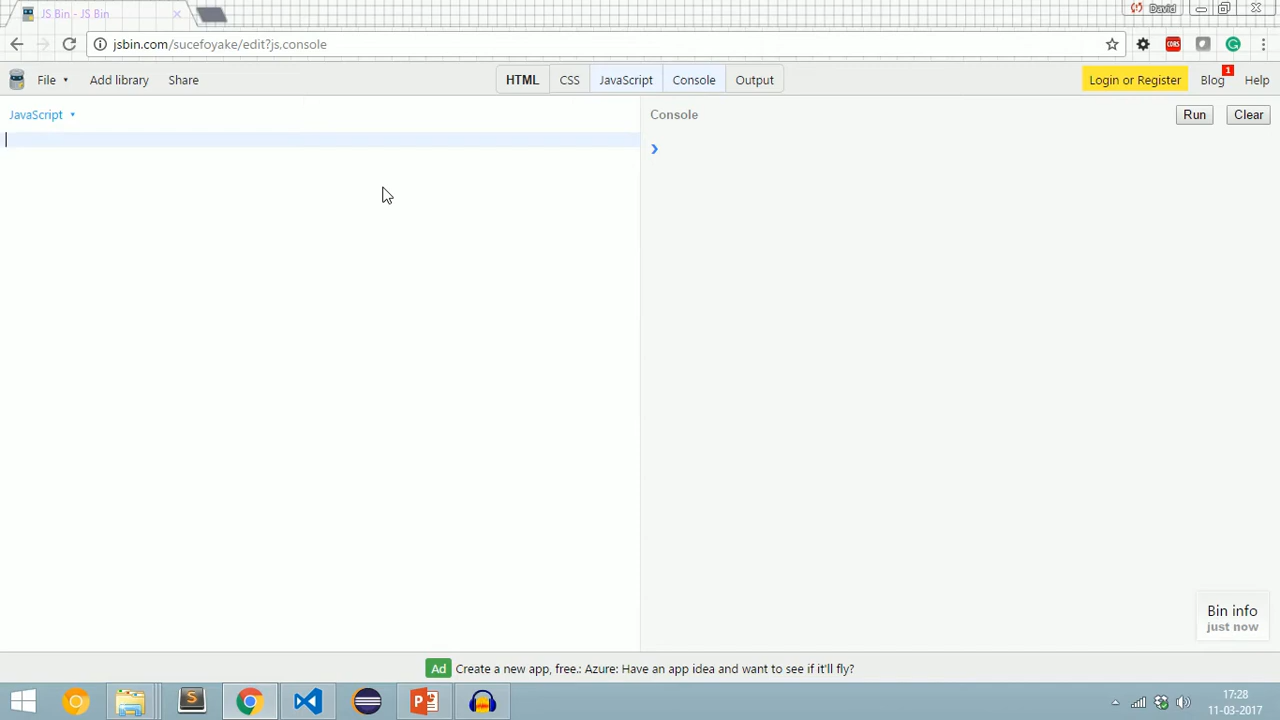 JS Bin - JS Bin
David
jsbin.com/sucefoyake/edit?js,console
CORS
File
Add library
Share
HTML
CSS
JavaScript
Console
Output
Login or Register
Blog
1
Help
JavaScript
Console
Run
Clear
Bin info
just now
Ad
Create a new app, free.: Azure: Have an app idea and want to see if it'll fly?
17:28
11-03-2017